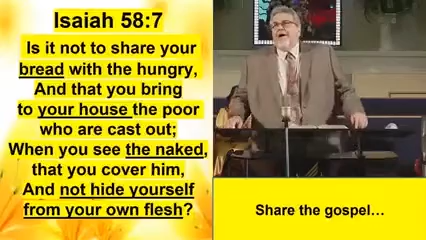 Isaiah 58:7
Is it not to share your
bread with the hungry,
And that you bring
to your house the poor
who are cast out;
When you see the naked,
that you cover him,
And not hide yourself
from your own flesh?
Share the gospel…